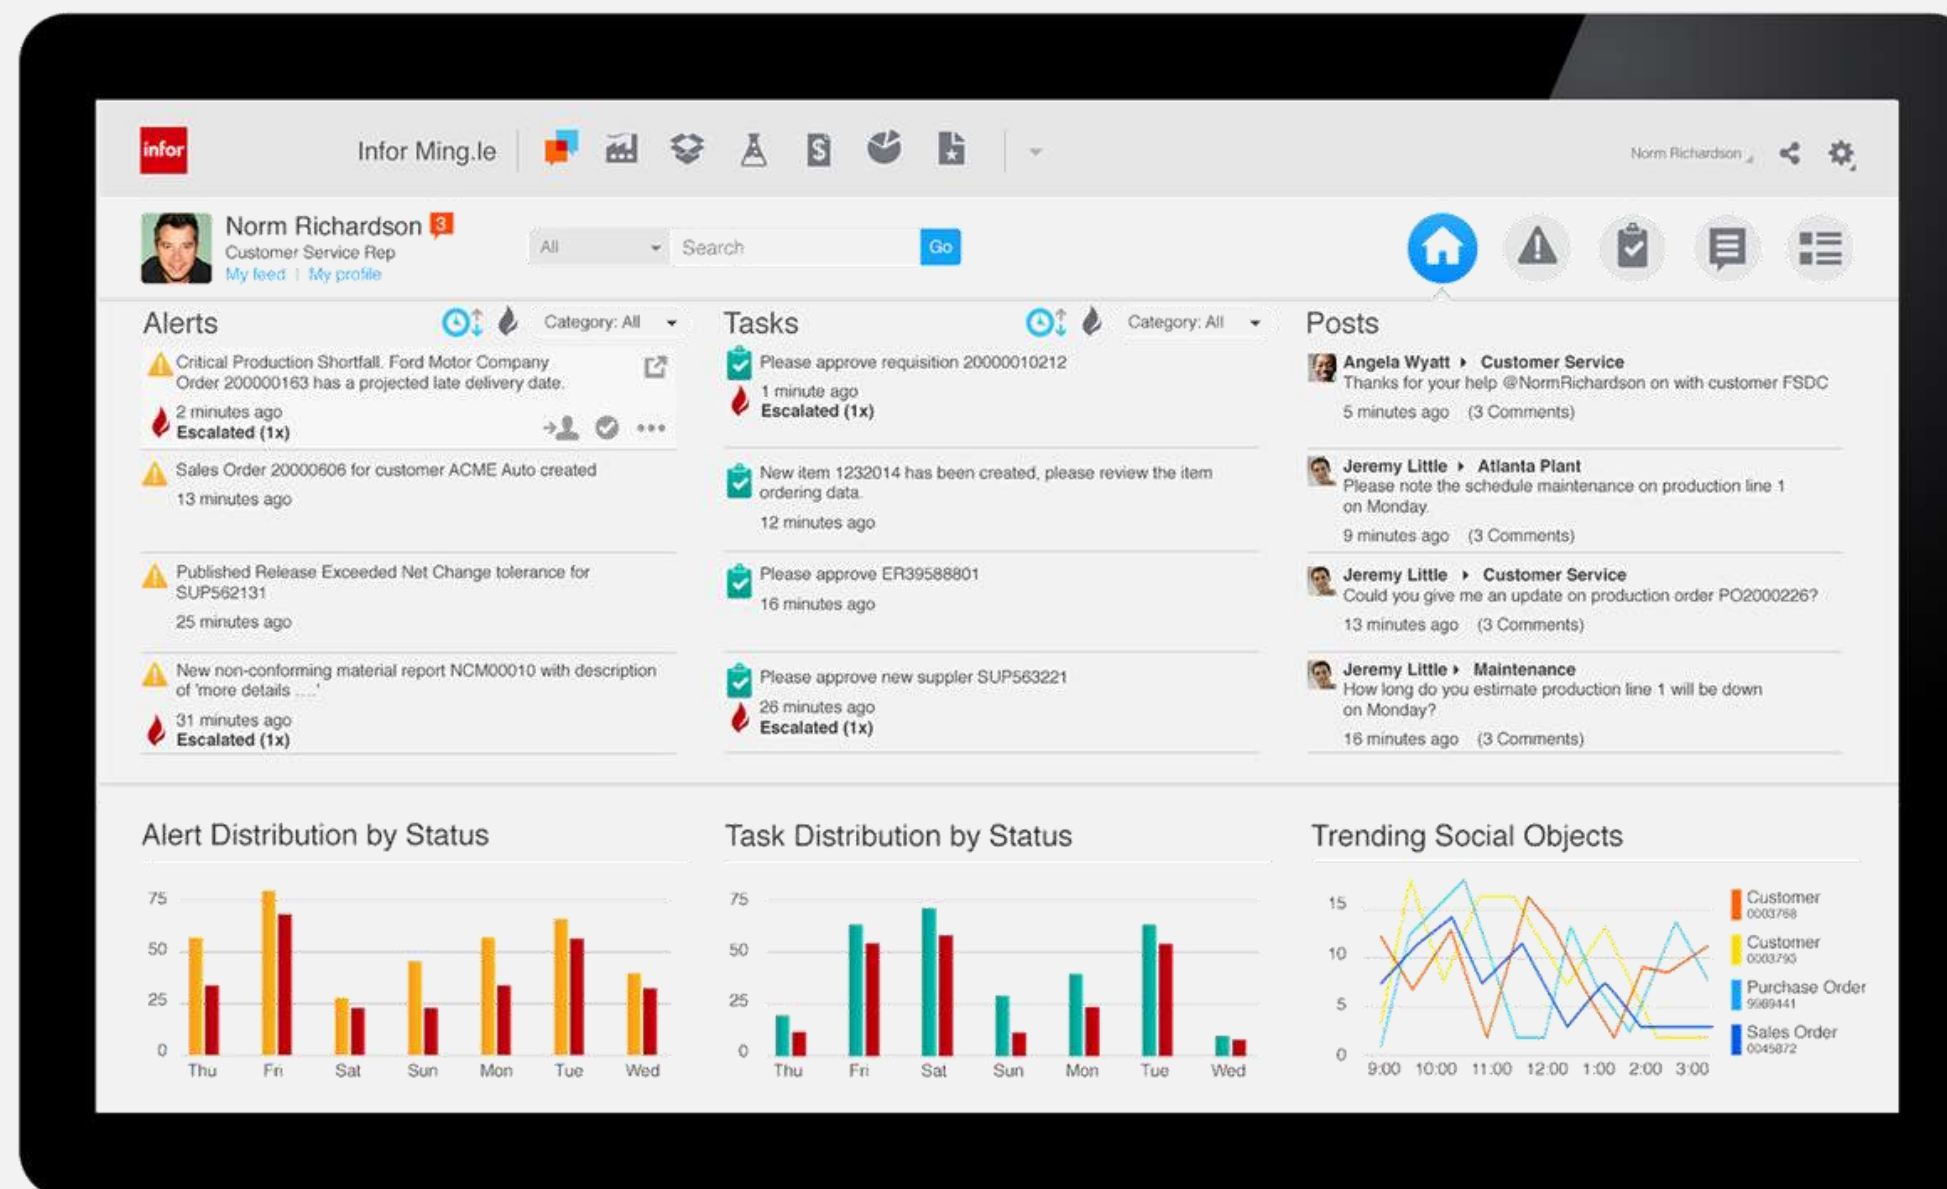 infor
Infor Ming.le
Norm Richardson
Norm Richardson 3
Customer Service Rep
My feed | My profile
All
Search
Go
Alerts
Category: All
Critical Production Shortfall. Ford Motor Company
Order 200000163 has a projected late delivery date.
2 minutes ago
Escalated (1x)
Sales Order 20000606 for customer ACME Auto created
13 minutes ago
Published Release Exceeded Net Change tolerance for
SUP562131
25 minutes ago
New non-conforming material report NCM00010 with description
of 'more details ....'
31 minutes ago
Escalated (1x)
Tasks
Category: All
Please approve requisition 20000010212
1 minute ago
Escalated (1x)
New item 1232014 has been created, please review the item
ordering data.
12 minutes ago
Please approve ER39588801
16 minutes ago
Please approve new suppler SUP563221
26 minutes ago
Escalated (1x)
Posts
Angela Wyatt Customer Service
Thanks for your help @NormRichardson on with customer FSDC
5 minutes ago (3 Comments)
Jeremy Little Atlanta Plant
Please note the schedule maintenance on production line 1
on Monday.
9 minutes ago (3 Comments)
Jeremy Little Customer Service
Could you give me an update on production order PO2000226?
13 minutes ago (3 Comments)
Jeremy Little Maintenance
How long do you estimate production line 1 will be down
on Monday?
16 minutes ago (3 Comments)
Alert Distribution by Status
75
50
25
0
Thu Fri Sat Sun Mon Tue Wed
Task Distribution by Status
75
50
25
0
Thu Fri Sat Sun Mon Tue Wed
Trending Social Objects
15
10
5
0
9:00 10:00 11:00 12:00 1:00 2:00 3:00
Customer
0003768
Customer
0003793
Purchase Order
9989441
Sales Order
0045872